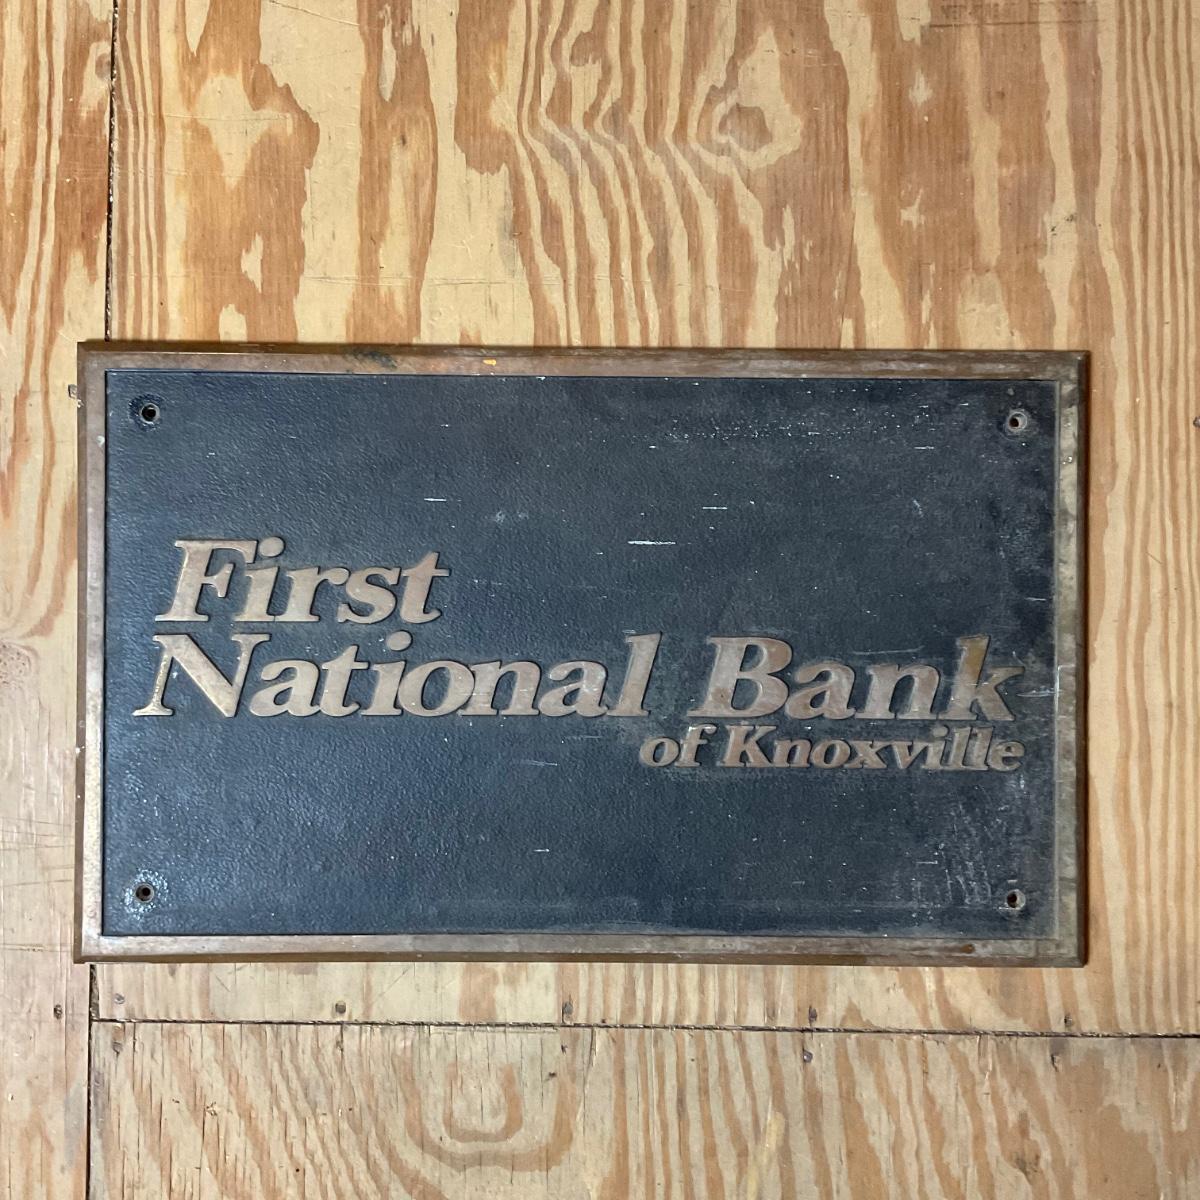 First
National Bank
of Knoxville